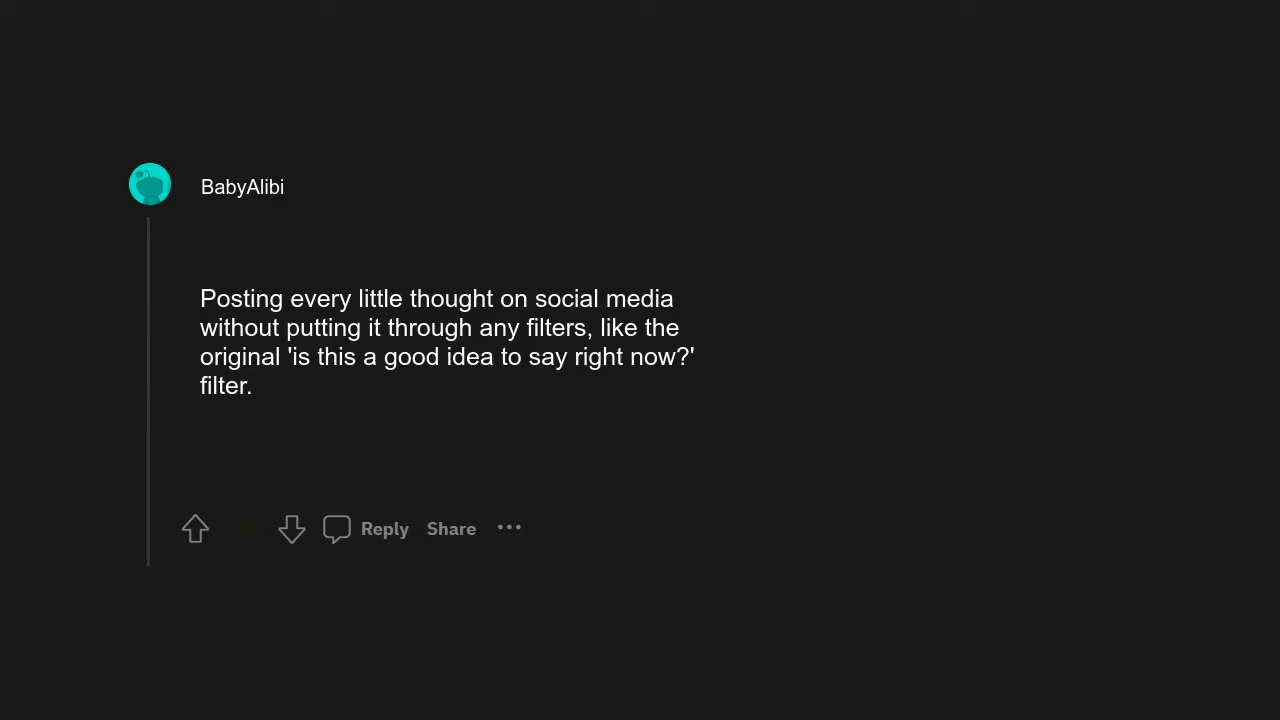 BabyAlibi
Posting every little thought on social media
without putting it through any filters, like the
original 'is this a good idea to say right now?'
filter.
Reply Share